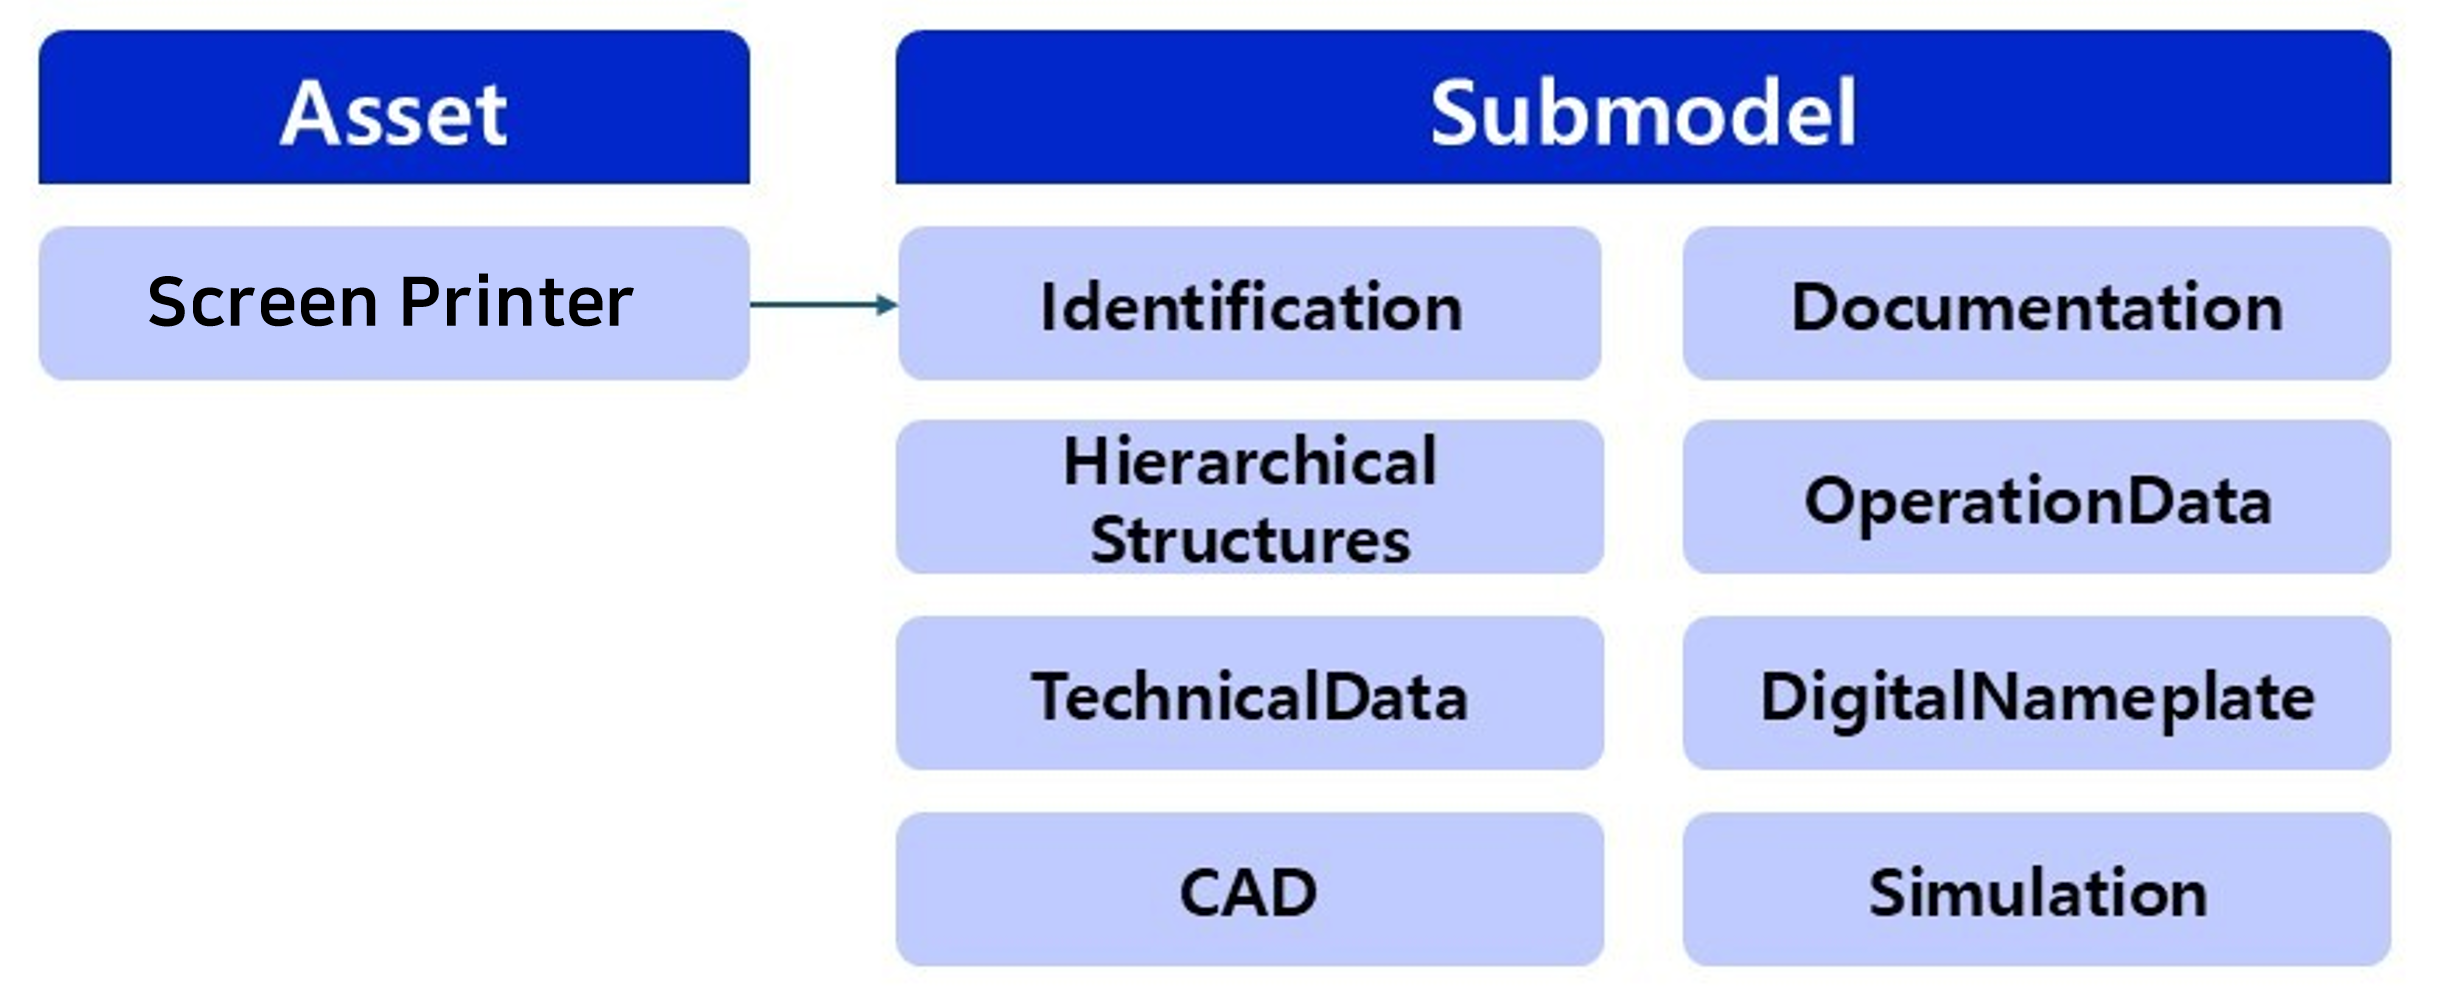 Asset
Submodel
Screen Printer
Identification
Documentation
Hierarchical
Structures
OperationData
TechnicalData
DigitalNameplate
CAD
Simulation